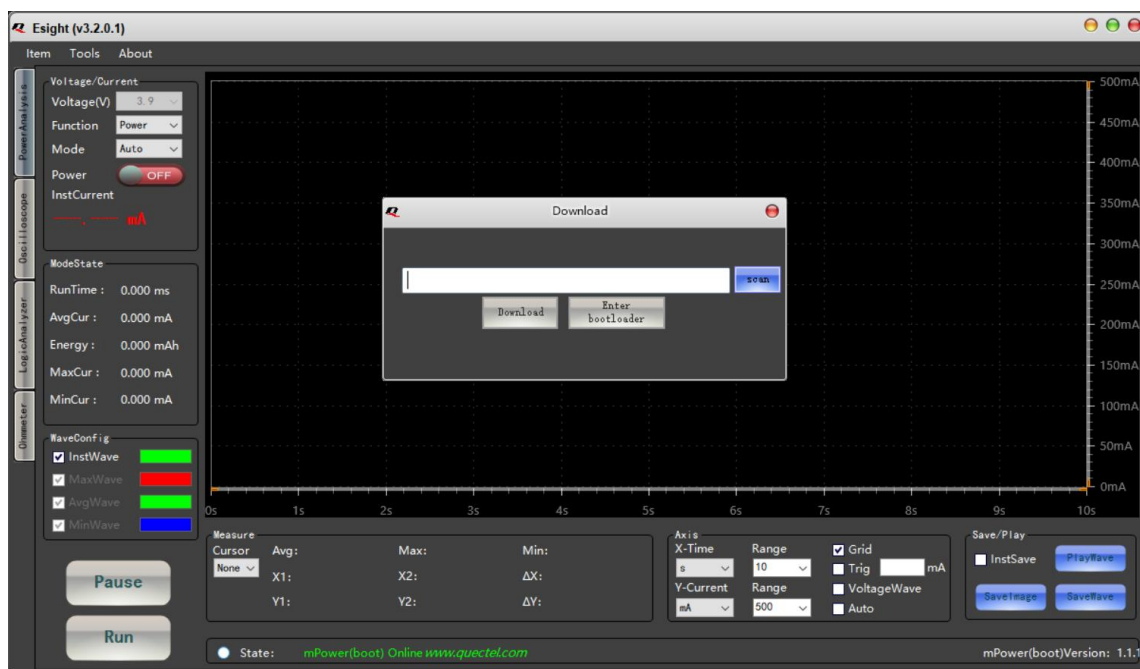 Esight (v3.2.0.1)
Item Tools About
PowerAnalysis
Oscilloscope
LogicAnalyzer
Ohmmeter
Voltage/Current
Voltage(V) 3.9
Function Power
Mode Auto
Power OFF
InstCurrent
mA
ModeState
RunTime : 0.000 ms
AvgCur : 0.000 mA
Energy : 0.000 mAh
MaxCur : 0.000 mA
MinCur : 0.000 mA
WaveConfig
InstWave
MaxWave
AvgWave
MinWave
Pause
Run
500mA
450mA
400mA
350mA
300mA
250mA
200mA
150mA
100mA
50mA
0mA
0s 1s 2s 3s 4s 5s 6s 7s 8s 9s 10s
Download
scan
Download
Enter
bootloader
Measure
Cursor Avg: Max: Min:
None
X1: X2: ΔX:
Y1: Y2: ΔY:
Axis
X-Time Range Grid
s 10 Trig mA
Y-Current Range VoltageWave
mA 500 Auto
Save/Play
InstSave PlayWave
SaveImage SaveWave
State: mPower(boot) Online www.quectel.com mPower(boot)Version: 1.1.1